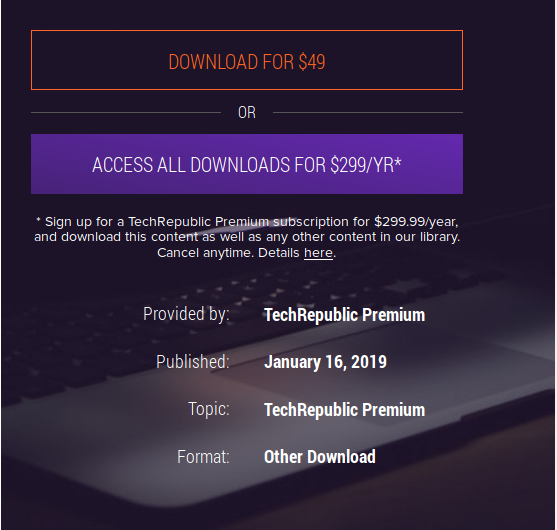 DOWNLOAD FOR $49
OR
ACCESS ALL DOWNLOADS FOR $299/YR*
* Sign up for a TechRepublic Premium subscription for $299.99/year,
and download this content as well as any other content in our library.
Cancel anytime. Details here.
Provided by: TechRepublic Premium
Published: January 16, 2019
Topic: TechRepublic Premium
Format: Other Download